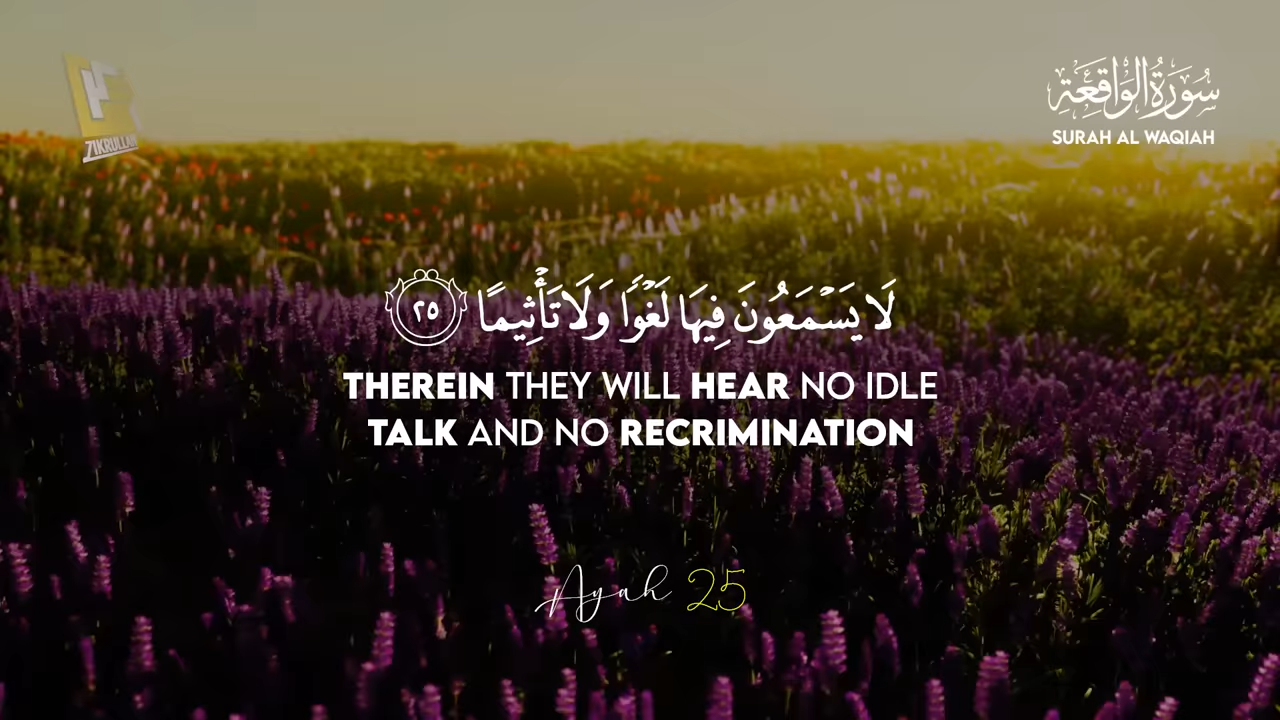 ZIKRULLAH
سُورَةُ الوَاقِعَة
SURAH AL WAQIAH
لَا يَسْمَعُونَ فِيهَا لَغْوًا وَلَا تَأْثِيمًا ٢٥
THEREIN THEY WILL HEAR NO IDLE
TALK AND NO RECRIMINATION
Ayah 25